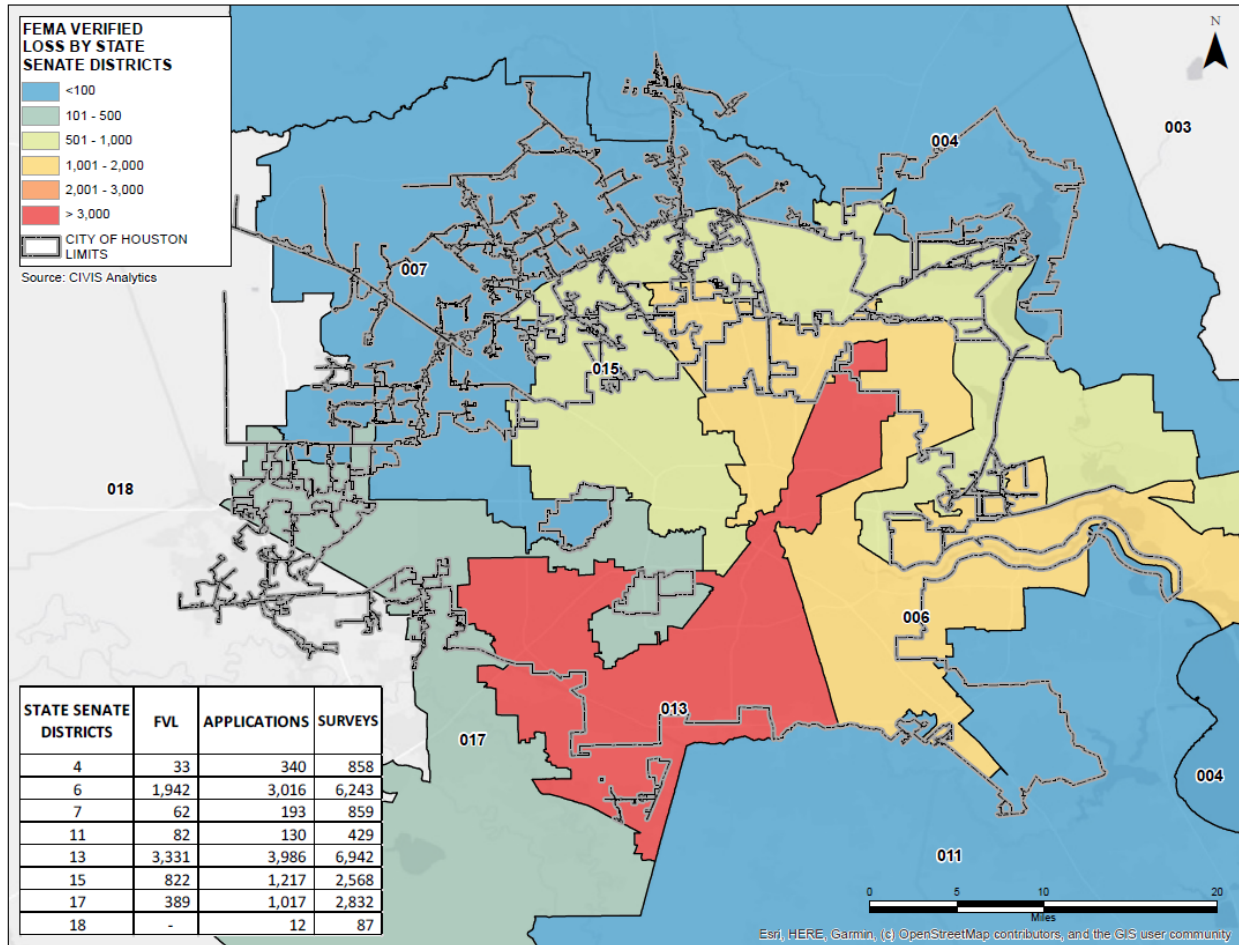 FEMA VERIFIED
LOSS BY STATE
SENATE DISTRICTS
<100
101 - 500
501 - 1,000
1,001 - 2,000
2,001 - 3,000
> 3,000
CITY OF HOUSTON
LIMITS
Source: CIVIS Analytics
N
003
004
007
015
018
006
013
017
004
011
STATE SENATE DISTRICTS FVL APPLICATIONS SURVEYS
4 33 340 858
6 1,942 3,016 6,243
7 62 193 859
11 82 130 429
13 3,331 3,986 6,942
15 822 1,217 2,568
17 389 1,017 2,832
18 - 12 87
0 5 10 20
Miles
Esri, HERE, Garmin, (c) OpenStreetMap contributors, and the GIS user community